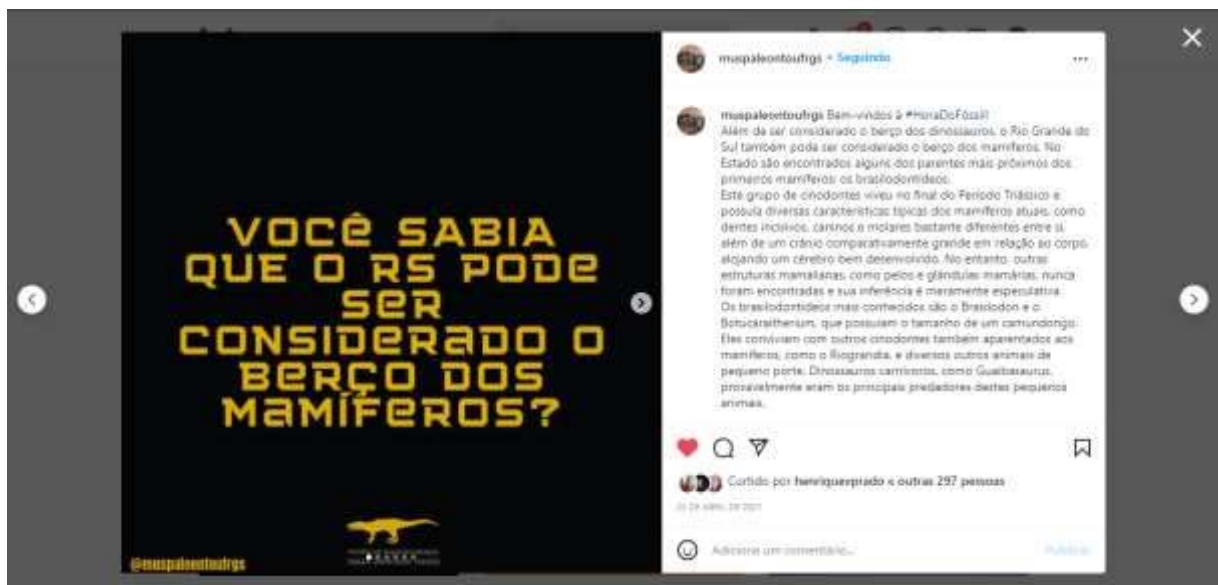 VOCÊ SABIA
QUE O RS PODE
SER
CONSIDERADO O
BERÇO DOS
MAMÍFEROS?
@muspaleontoufrgs
muspaleontoufrgs • Seguindo
muspaleontoufrgs Bem-vindos à #HoraDoFóssil!
Além de ser considerado o berço dos dinossauros, o Rio Grande do
Sul também pode ser considerado o berço dos mamíferos. No
Estado são encontrados alguns dos parentes mais próximos dos
primeiros mamíferos: os brasilodontídeos.
Este grupo de cinodontes viveu no final do Período Triássico e
possuía diversas características típicas dos mamíferos atuais, como
dentes incisivos, caninos e molares bastante diferentes entre si,
além de um crânio comparativamente grande em relação ao corpo,
alojando um cérebro bem desenvolvido. No entanto, outras
estruturas mamalianas, como pelos e glândulas mamárias, nunca
foram encontradas e sua inferência é meramente especulativa.
Os brasilodontídeos mais conhecidos são o Brasilodon e o
Botucaraitherium, que possuíam o tamanho de um camundongo.
Eles conviviam com outros cinodontes também aparentados aos
mamíferos, como o Riograndia, e diversos outros animais de
pequeno porte. Dinossauros carnívoros, como Guaibasaurus,
provavelmente eram os principais predadores destes pequenos
animais.
Curtido por henriquevprado e outras 297 pessoas
DE ABRIL DE 2021
Adicione um comentário...
Publicar